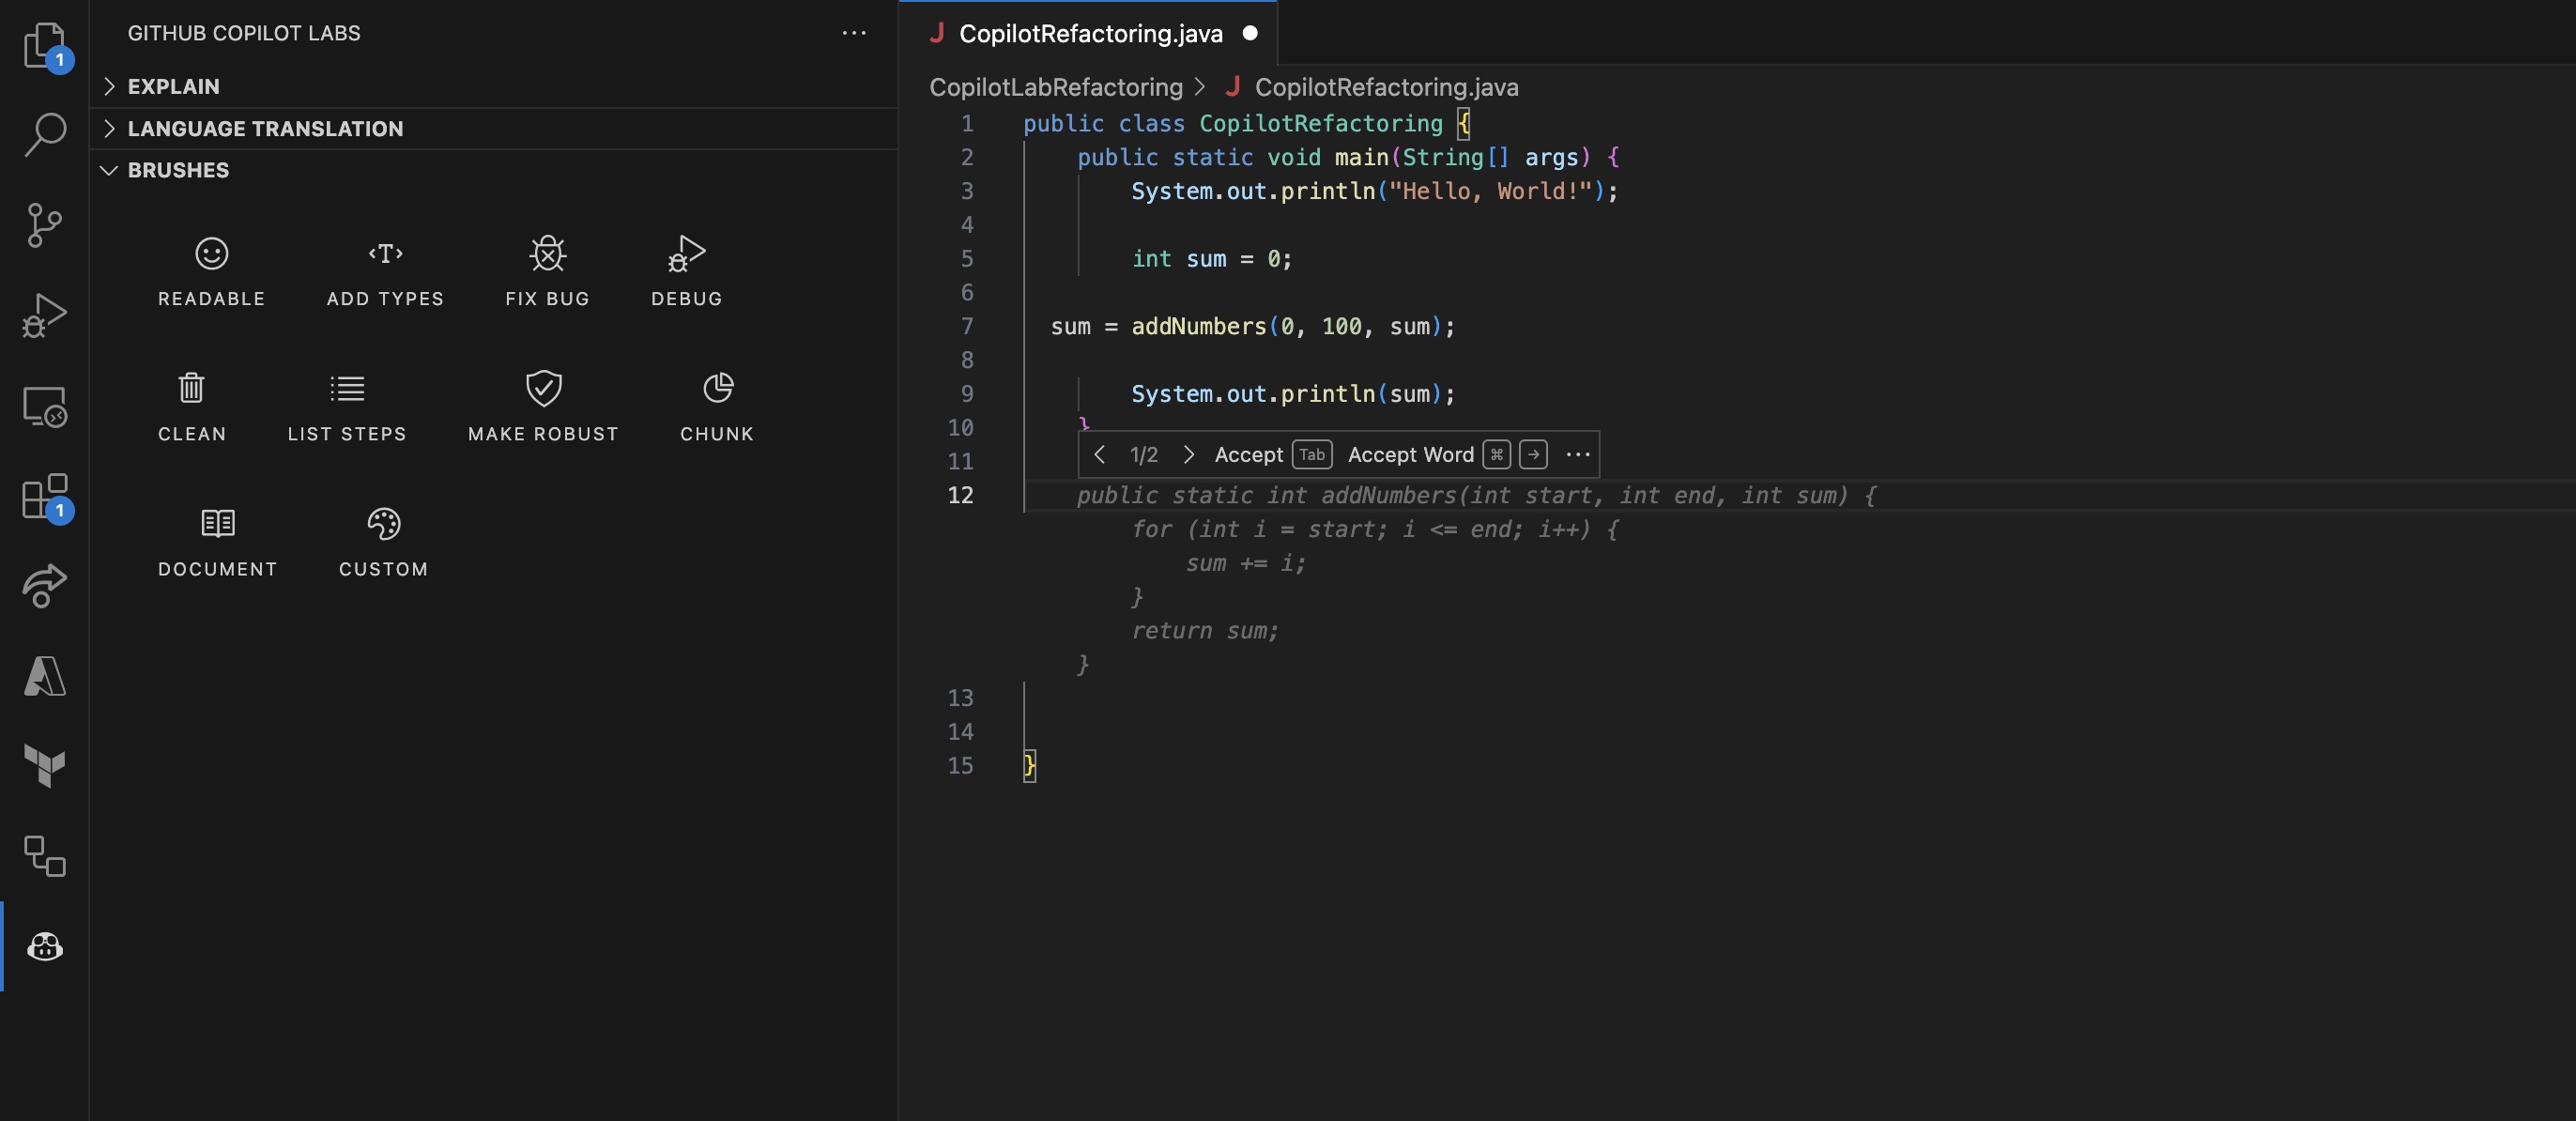 GITHUB COPILOT LABS
1
EXPLAIN
LANGUAGE TRANSLATION
BRUSHES
READABLE
<T>
ADD TYPES
FIX BUG
DEBUG
CLEAN
LIST STEPS
MAKE ROBUST
CHUNK
1
DOCUMENT
CUSTOM
J CopilotRefactoring.java
CopilotLabRefactoring > J CopilotRefactoring.java
1 public class CopilotRefactoring {
2 public static void main(String[] args) {
3 System.out.println("Hello, World!");
4
5 int sum = 0;
6
7 sum = addNumbers(0, 100, sum);
8
9 System.out.println(sum);
10 }
< 1/2 > Accept Tab Accept Word ⌘ → ···
11
12 public static int addNumbers(int start, int end, int sum) {
for (int i = start; i <= end; i++) {
sum += i;
}
return sum;
}
13
14
15 }